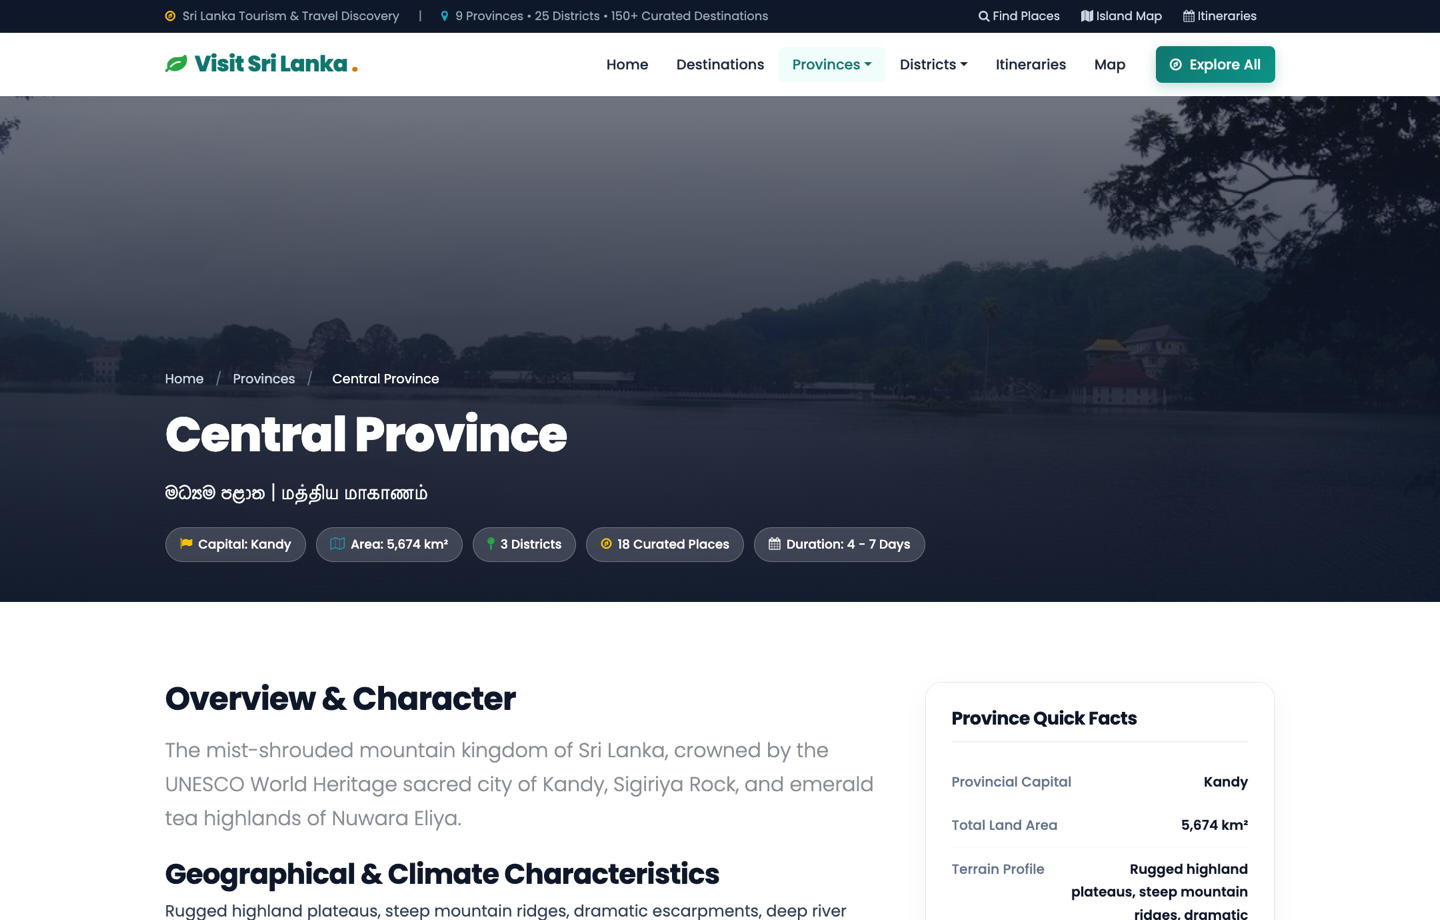 Sri Lanka Tourism & Travel Discovery | 9 Provinces • 25 Districts • 150+ Curated Destinations Find Places Island Map Itineraries
Visit Sri Lanka . Home Destinations Provinces Districts Itineraries Map Explore All
Home / Provinces / Central Province
Central Province
මධ්‍යම පළාත | மத்திய மாகாணம்
Capital: Kandy Area: 5,674 km² 3 Districts 18 Curated Places Duration: 4 - 7 Days
Overview & Character
The mist-shrouded mountain kingdom of Sri Lanka, crowned by the
UNESCO World Heritage sacred city of Kandy, Sigiriya Rock, and emerald
tea highlands of Nuwara Eliya.
Geographical & Climate Characteristics
Rugged highland plateaus, steep mountain ridges, dramatic escarpments, deep river
Province Quick Facts
Provincial Capital Kandy
Total Land Area 5,674 km²
Terrain Profile Rugged highland
plateaus, steep mountain
ridges, dramatic